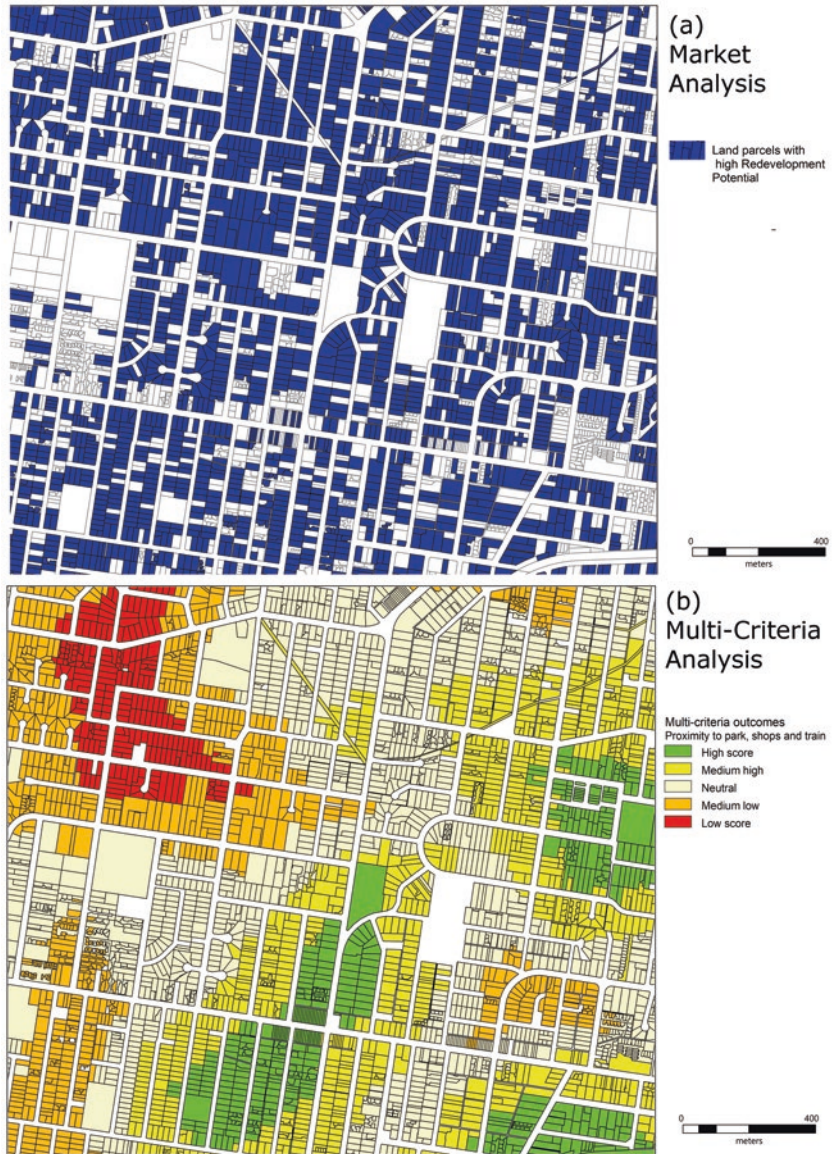 (a)
Market
Analysis
Land parcels with
high Redevelopment
Potential
-
0 400
meters
(b)
Multi-Criteria
Analysis
Multi-criteria outcomes
Proximity to park, shops and train
High score
Medium high
Neutral
Medium low
Low score
0 400
meters